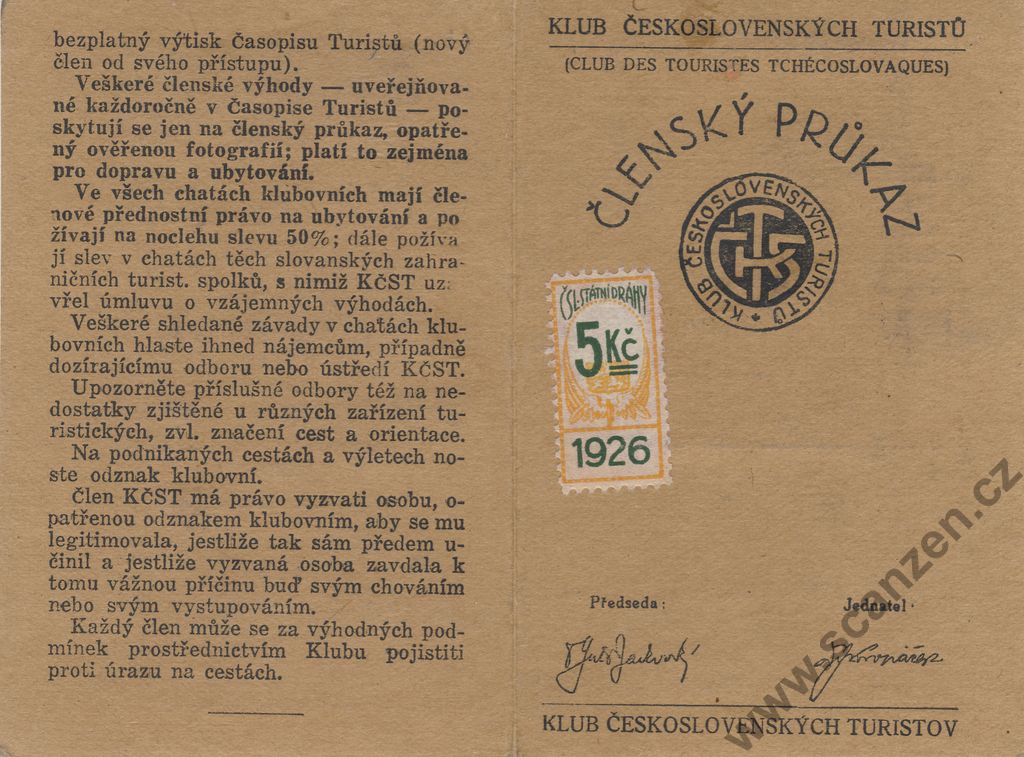 bezplatný výtisk Časopisu Turistů (nový
člen od svého přístupu).
Veškeré členské výhody — uveřejňova-
né každoročně v Časopise Turistů — po-
skytují se jen na členský průkaz, opatře-
ný ověřenou fotografií; platí to zejména
pro dopravu a ubytování.
Ve všech chatách klubovních mají čle-
nové přednostní právo na ubytování a po
žívají na noclehu slevu 50%; dále požíva
jí slev v chatách těch slovanských zahra-
ničních turist. spolků, s nimiž KČST uz
vřel úmluvu o vzájemných výhodách.
Veškeré shledané závady v chatách klu-
bovních hlaste ihned nájemcům, případně
dozírajícímu odboru nebo ústředí KČST.
Upozorněte příslušné odbory též na ne-
dostatky zjištěné u různých zařízení tu-
ristických, zvl. značení cest a orientace.
Na podnikaných cestách a výletech no-
ste odznak klubovní.
Člen KČST má právo vyzvati osobu, o-
patřenou odznakem klubovním, aby se mu
legitimovala, jestliže tak sám předem u-
činil a jestliže vyzvaná osoba zavdala k
tomu vážnou příčinu buď svým chováním
nebo svým vystupováním.
Každý člen může se za výhodných pod-
mínek prostřednictvím Klubu pojistiti
proti úrazu na cestách.
KLUB ČESKOSLOVENSKÝCH TURISTŮ
(CLUB DES TOURISTES TCHÉCOSLOVAQUES)
ČLENSKÝ PRŮKAZ
KLUB ČESKOSLOVENSKÝCH TURISTŮ
KČST
ČSL. STÁTNÍ DRÁHY
5 Kč
1926
Předseda:
Jednatel:
KLUB ČESKOSLOVENSKÝCH TURISTOV
www.scanzen.cz